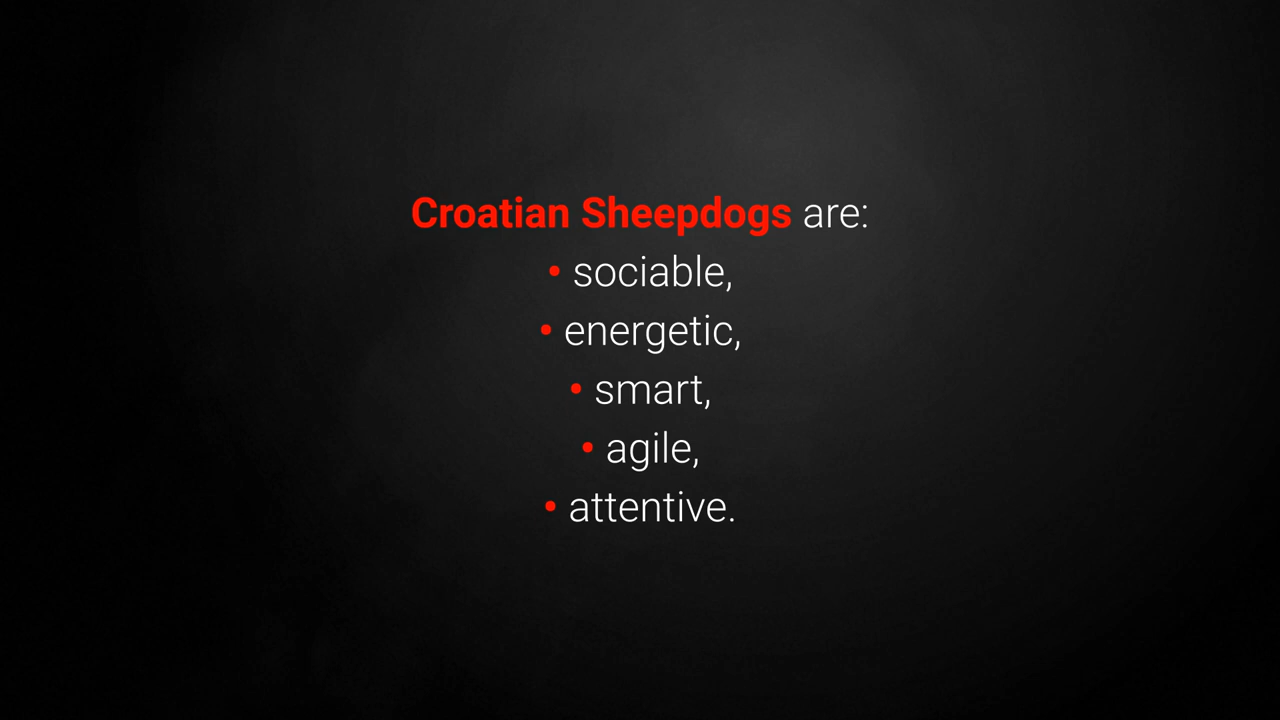 Croatian Sheepdogs are:
• sociable,
• energetic,
• smart,
• agile,
• attentive.